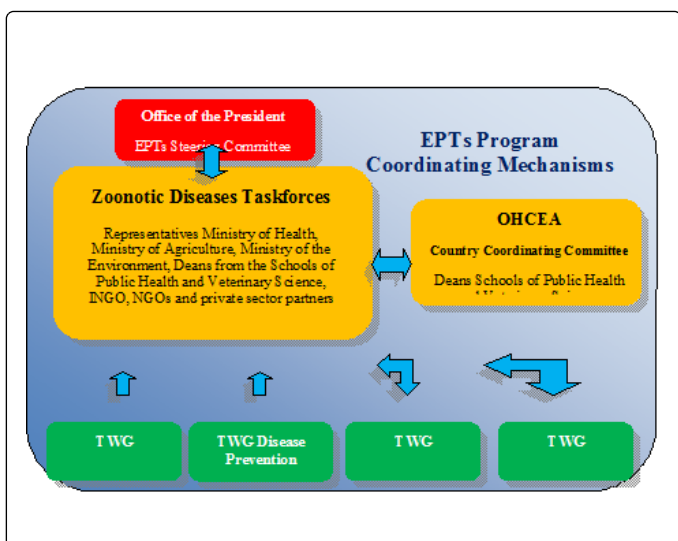 Office of the President
EPTs Steering Committee
EPTs Program
Coordinating Mechanisms
Zoonotic Diseases Taskforces
Representatives Ministry of Health,
Ministry of Agriculture, Ministry of the
Environment, Deans from the Schools of
Public Health and Veterinary Science,
INGO, NGOs and private sector partners
OHCEA
Country Coordinating Committee
Deans Schools of Public Health
TWG
TWG Disease
Prevention
TWG
TWG